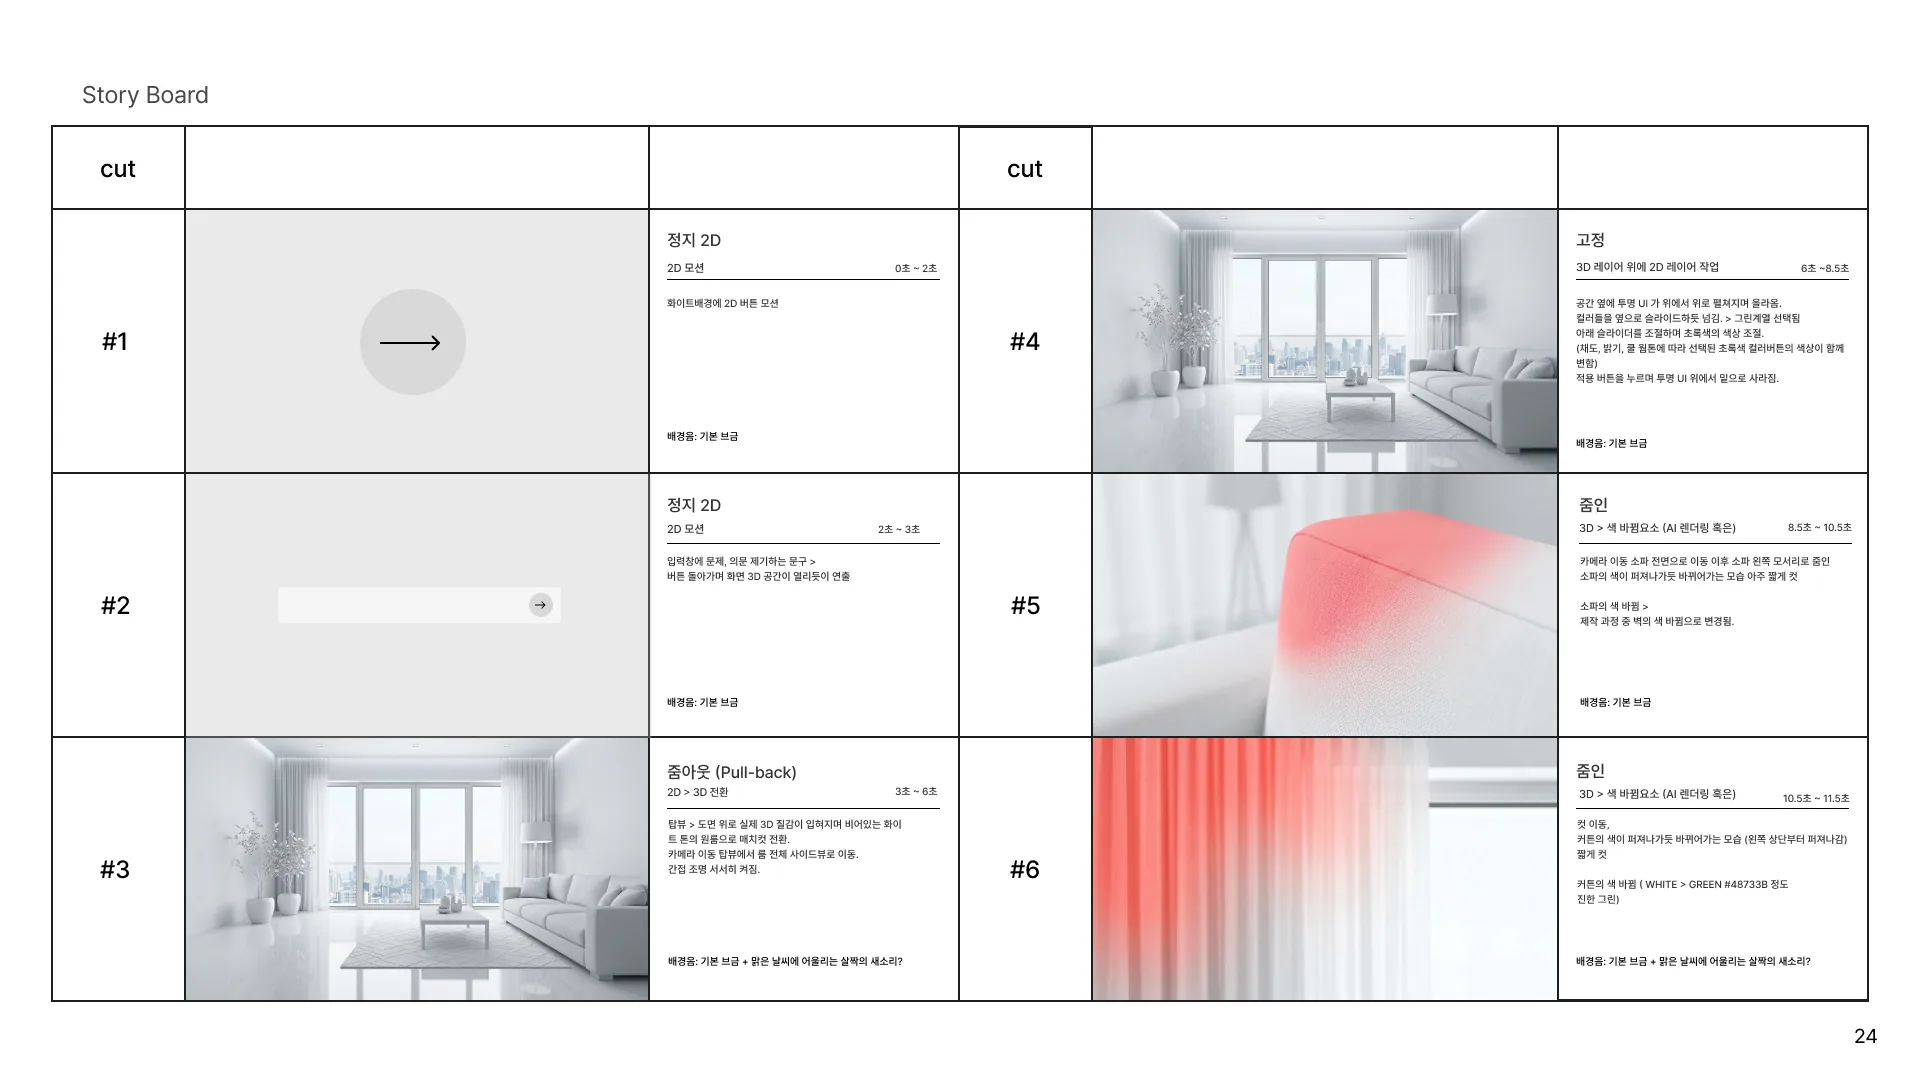 Story Board
cut
#1
정지 2D
2D 모션 0초 ~ 2초
화이트배경에 2D 버튼 모션
배경음: 기본 브금
#2
정지 2D
2D 모션 2초 ~ 3초
입력창에 문제, 의문 제기하는 문구 >
버튼 돌아가며 화면 3D 공간이 열리듯이 연출
배경음: 기본 브금
#3
줌아웃 (Pull-back)
2D > 3D 전환 3초 ~ 6초
탑뷰 > 도면 위로 실제 3D 질감이 입혀지며 비어있는 화이
트 톤의 원룸으로 매치컷 전환.
카메라 이동 탑뷰에서 룸 전체 사이드뷰로 이동.
간접 조명 서서히 켜짐.
배경음: 기본 브금 + 맑은 날씨에 어울리는 살짝의 새소리?
cut
#4
고정
3D 레이어 위에 2D 레이어 작업 6초 ~8.5초
공간 옆에 투명 UI 가 위에서 위로 펼쳐지며 올라옴.
컬러들을 옆으로 슬라이드하듯 넘김. > 그린계열 선택됨
아래 슬라이더를 조절하며 초록색의 색상 조절.
(채도, 밝기, 쿨 웜톤에 따라 선택된 초록색 컬러버튼의 색상이 함께
변함)
적용 버튼을 누르며 투명 UI 위에서 밑으로 사라짐.
배경음: 기본 브금
#5
줌인
3D > 색 바뀜요소 (AI 렌더링 혹은) 8.5초 ~ 10.5초
카메라 이동 소파 전면으로 이동 이후 소파 왼쪽 모서리로 줌인
소파의 색이 퍼져나가듯 바뀌어가는 모습 아주 짧게 컷
소파의 색 바뀜 >
제작 과정 중 벽의 색 바뀜으로 변경됨.
배경음: 기본 브금
#6
줌인
3D > 색 바뀜요소 (AI 렌더링 혹은) 10.5초 ~ 11.5초
컷 이동,
커튼의 색이 퍼져나가듯 바뀌어가는 모습 (왼쪽 상단부터 퍼져나감)
짧게 컷
커튼의 색 바뀜 ( WHITE > GREEN #48733B 정도
진한 그린)
배경음: 기본 브금 + 맑은 날씨에 어울리는 살짝의 새소리?
24